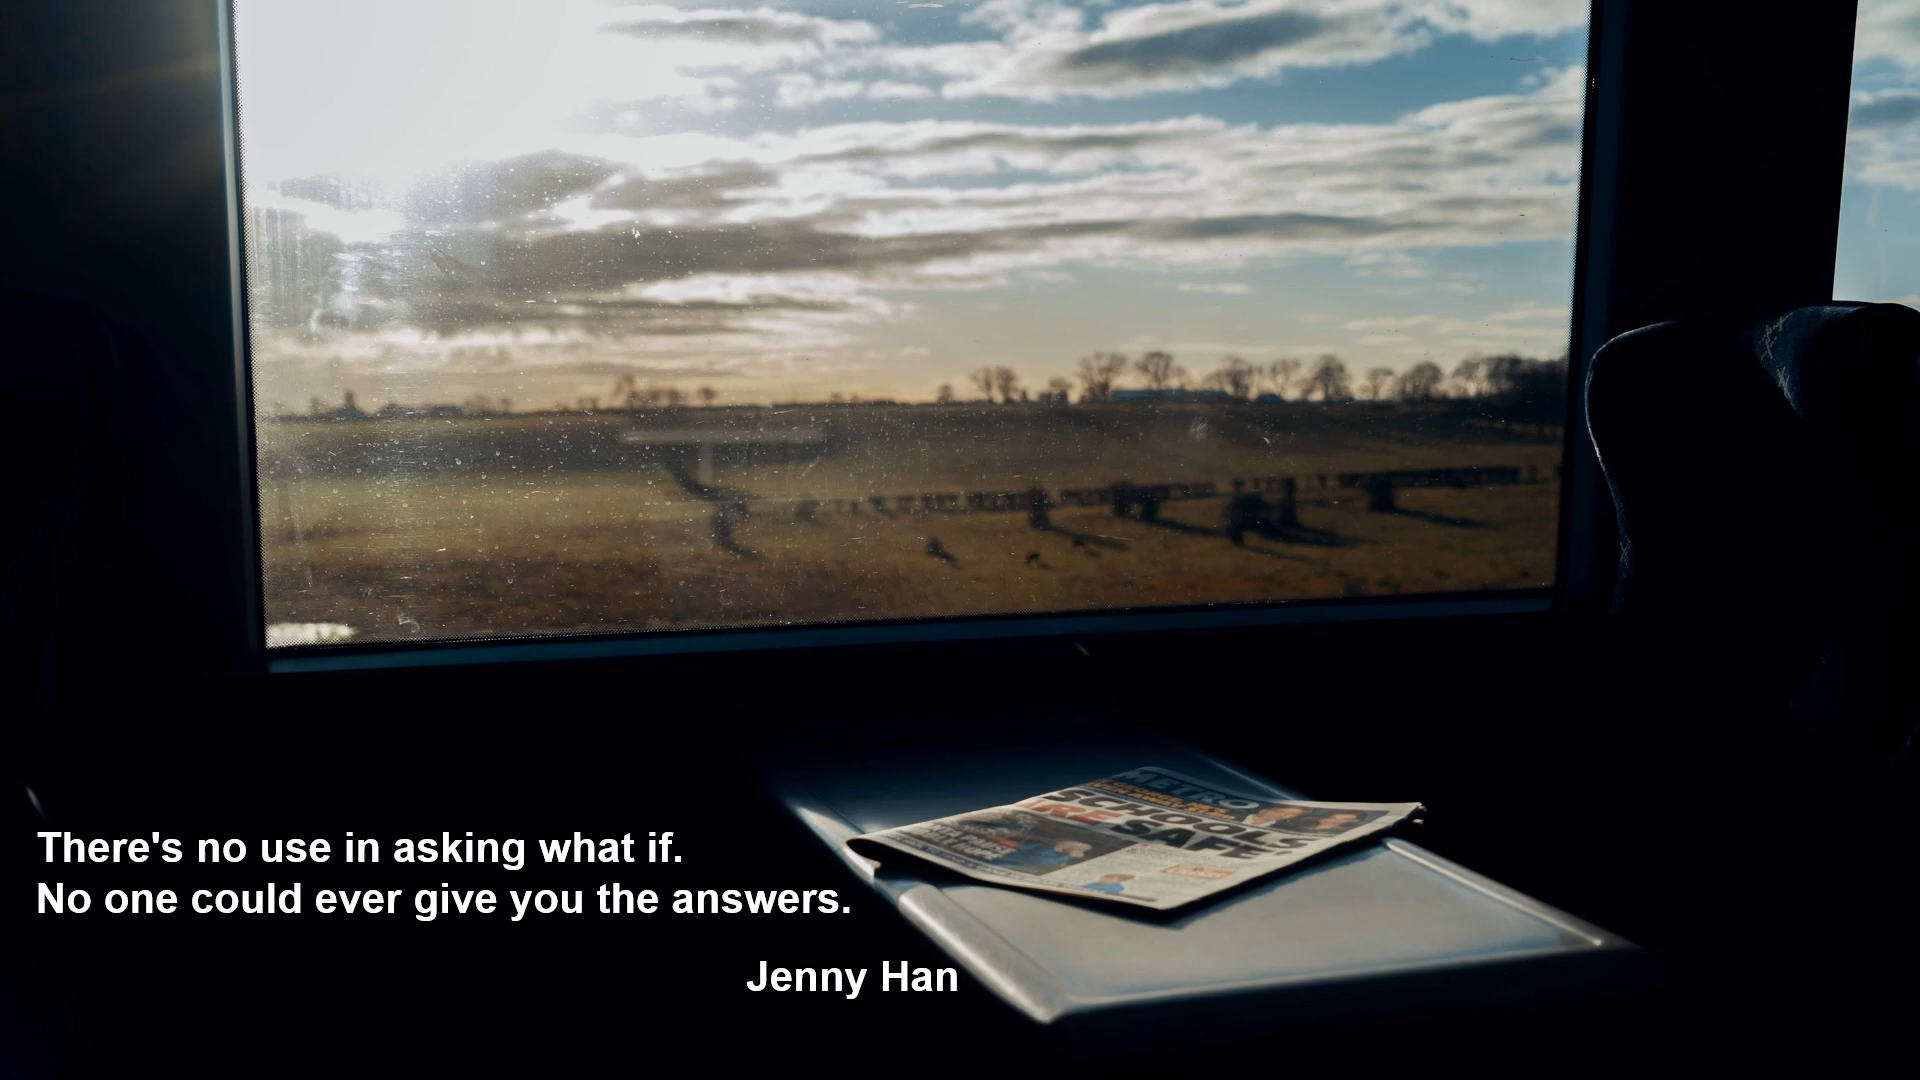 METRO
SCHOOLS
ARE SAFE
There's no use in asking what if.
No one could ever give you the answers.
Jenny Han